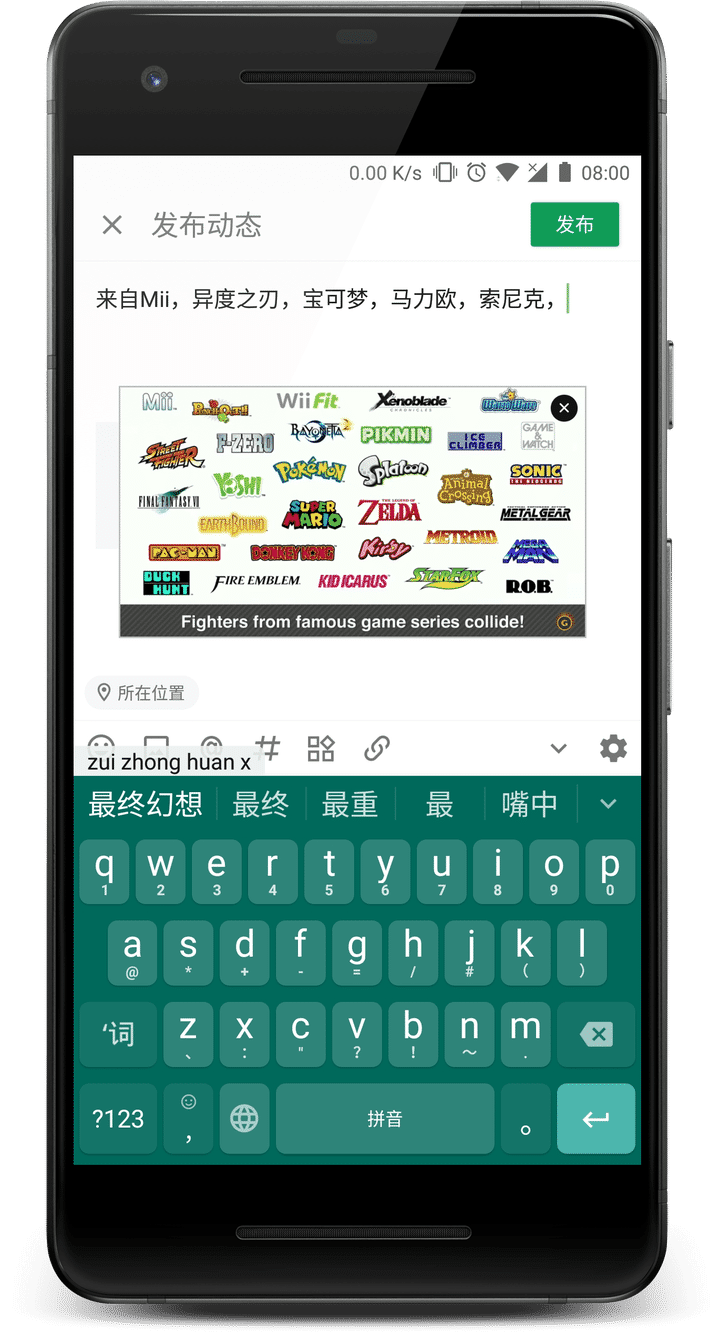 0.00 K/s 08:00
发布动态 发布
来自Mii，异度之刃，宝可梦，马力欧，索尼克，
Mii Punch-Out!! Wii Fit Xenoblade CHRONICLES Wrecking Crew
STREET FIGHTER F-ZERO BAYONETTA 2 PIKMIN ICE CLIMBER GAME & WATCH
FINAL FANTASY VII YOSHI Pokémon Splatoon Animal Crossing SONIC THE HEDGEHOG
EARTHBOUND SUPER MARIO THE LEGEND OF ZELDA METROID METAL GEAR
PAC-MAN DONKEY KONG Kirby MEGA MAN
DUCK HUNT FIRE EMBLEM KID ICARUS STAR FOX R.O.B.
Fighters from famous game series collide! G
所在位置
zui zhong huan x
最终幻想 最终 最重 最 嘴中
q w e r t y u i o p
1 2 3 4 5 6 7 8 9 0
a s d f g h j k l
@ * + - = / # ( )
‘词 z x c v b n m
、 : " ? ! ～ .
?123 ， 拼音 。